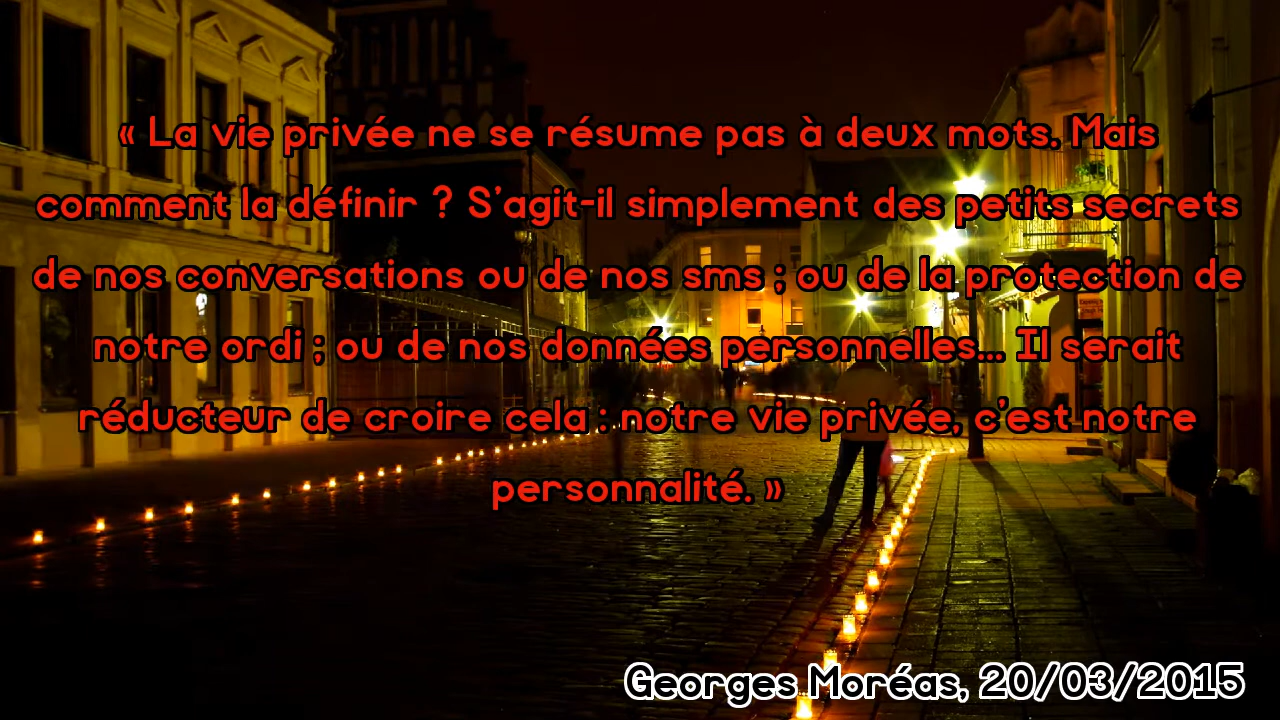 « La vie privée ne se résume pas à deux mots. Mais
comment la définir ? S’agit-il simplement des petits secrets
de nos conversations ou de nos sms ; ou de la protection de
notre ordi ; ou de nos données personnelles... Il serait
réducteur de croire cela : notre vie privée, c’est notre
personnalité. »
Georges Moréas, 20/03/2015